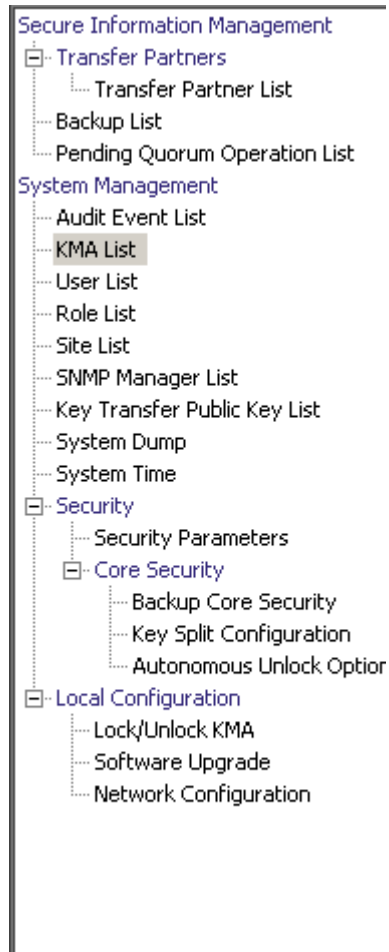 Secure Information Management
Transfer Partners
Transfer Partner List
Backup List
Pending Quorum Operation List
System Management
Audit Event List
KMA List
User List
Role List
Site List
SNMP Manager List
Key Transfer Public Key List
System Dump
System Time
Security
Security Parameters
Core Security
Backup Core Security
Key Split Configuration
Autonomous Unlock Option
Local Configuration
Lock/Unlock KMA
Software Upgrade
Network Configuration